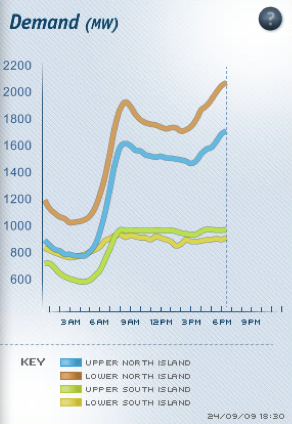 Demand (MW)
?
2200
2000
1800
1600
1400
1200
1000
800
600
3AM 6AM 9AM 12PM 3PM 6PM 9PM
KEY
UPPER NORTH ISLAND
LOWER NORTH ISLAND
UPPER SOUTH ISLAND
LOWER SOUTH ISLAND
24/09/09 18:30